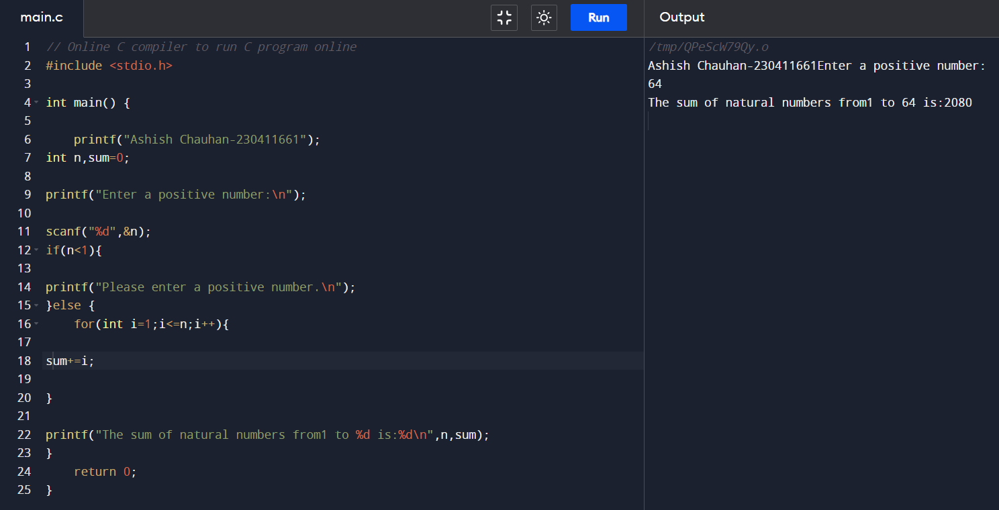 main.c
Run
Output
1 // Online C compiler to run C program online
2 #include <stdio.h>
3
4 int main() {
5
6     printf("Ashish Chauhan-230411661");
7 int n,sum=0;
8
9 printf("Enter a positive number:\n");
10
11 scanf("%d",&n);
12 if(n<1){
13
14 printf("Please enter a positive number.\n");
15 }else {
16     for(int i=1;i<=n;i++){
17
18 sum+=i;
19
20 }
21
22 printf("The sum of natural numbers from1 to %d is:%d\n",n,sum);
23 }
24     return 0;
25 }
/tmp/QPeScW79Qy.o
Ashish Chauhan-230411661Enter a positive number:
64
The sum of natural numbers from1 to 64 is:2080